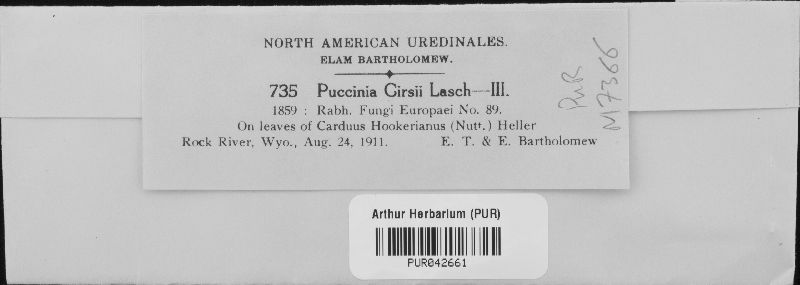 NORTH AMERICAN UREDINALES.
ELAM BARTHOLOMEW.
735 Puccinia Cirsii Lasch—III.
1859 : Rabh. Fungi Europaei No. 89.
On leaves of Carduus Hookerianus (Nutt.) Heller
Rock River, Wyo., Aug. 24, 1911. E. T. & E. Bartholomew
PUR
M7366
Arthur Herbarium (PUR)
PUR042661